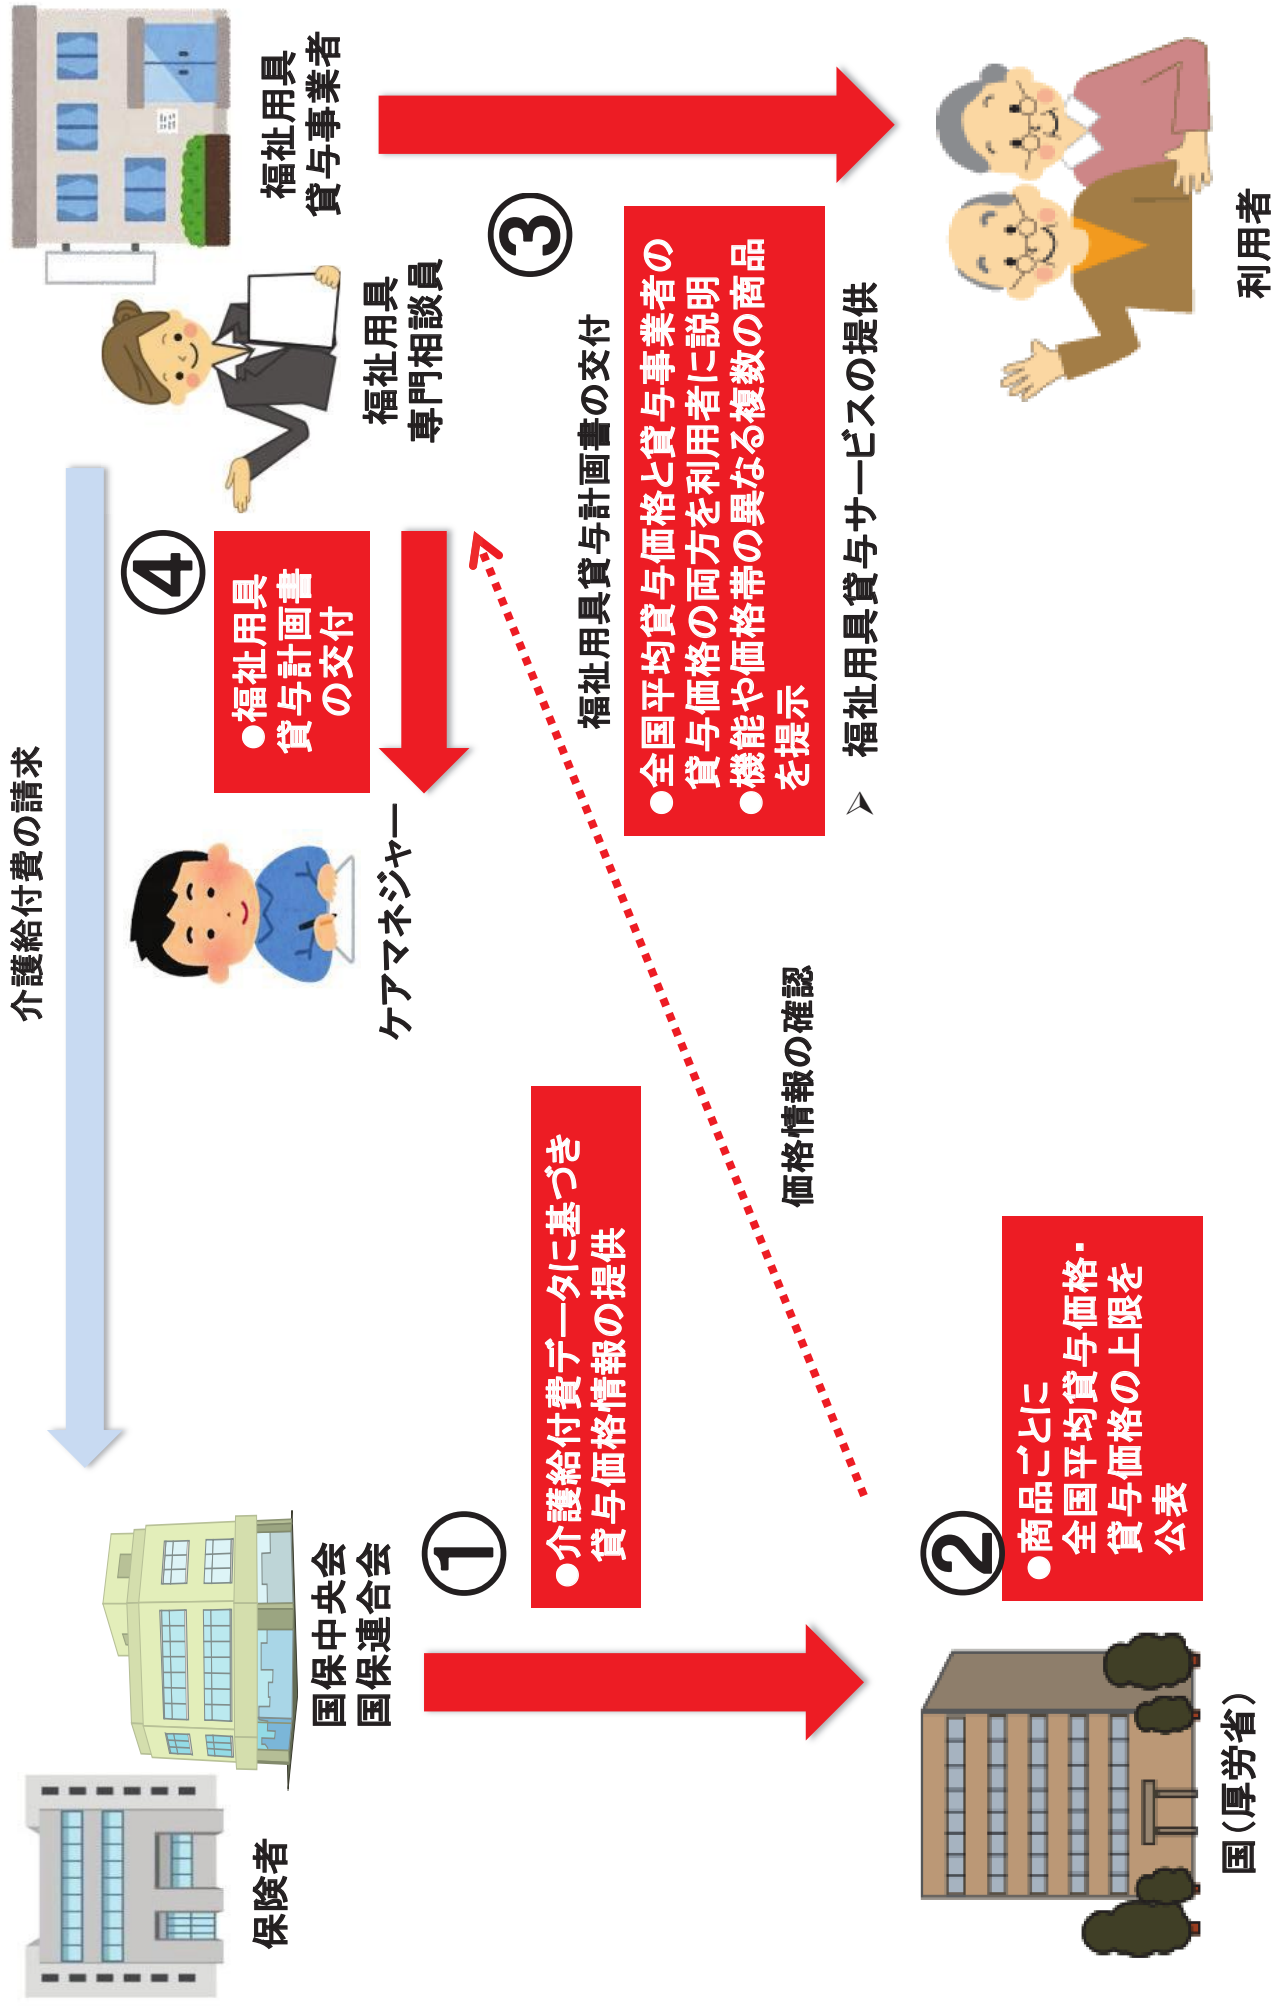 介護給付費の請求
保険者
国保中央会
国保連合会
①
●介護給付費データに基づき
貸与価格情報の提供
国（厚労省）
②
●商品ごとに
全国平均貸与価格・
貸与価格の上限を
公表
価格情報の確認
ケアマネジャー
④
●福祉用具
貸与計画書
の交付
福祉用具
専門相談員
福祉用具
貸与事業者
③
福祉用具貸与計画書の交付
●全国平均貸与価格と貸与事業者の
貸与価格の両方を利用者に説明
●機能や価格帯の異なる複数の商品
を提示
➢ 福祉用具貸与サービスの提供
利用者